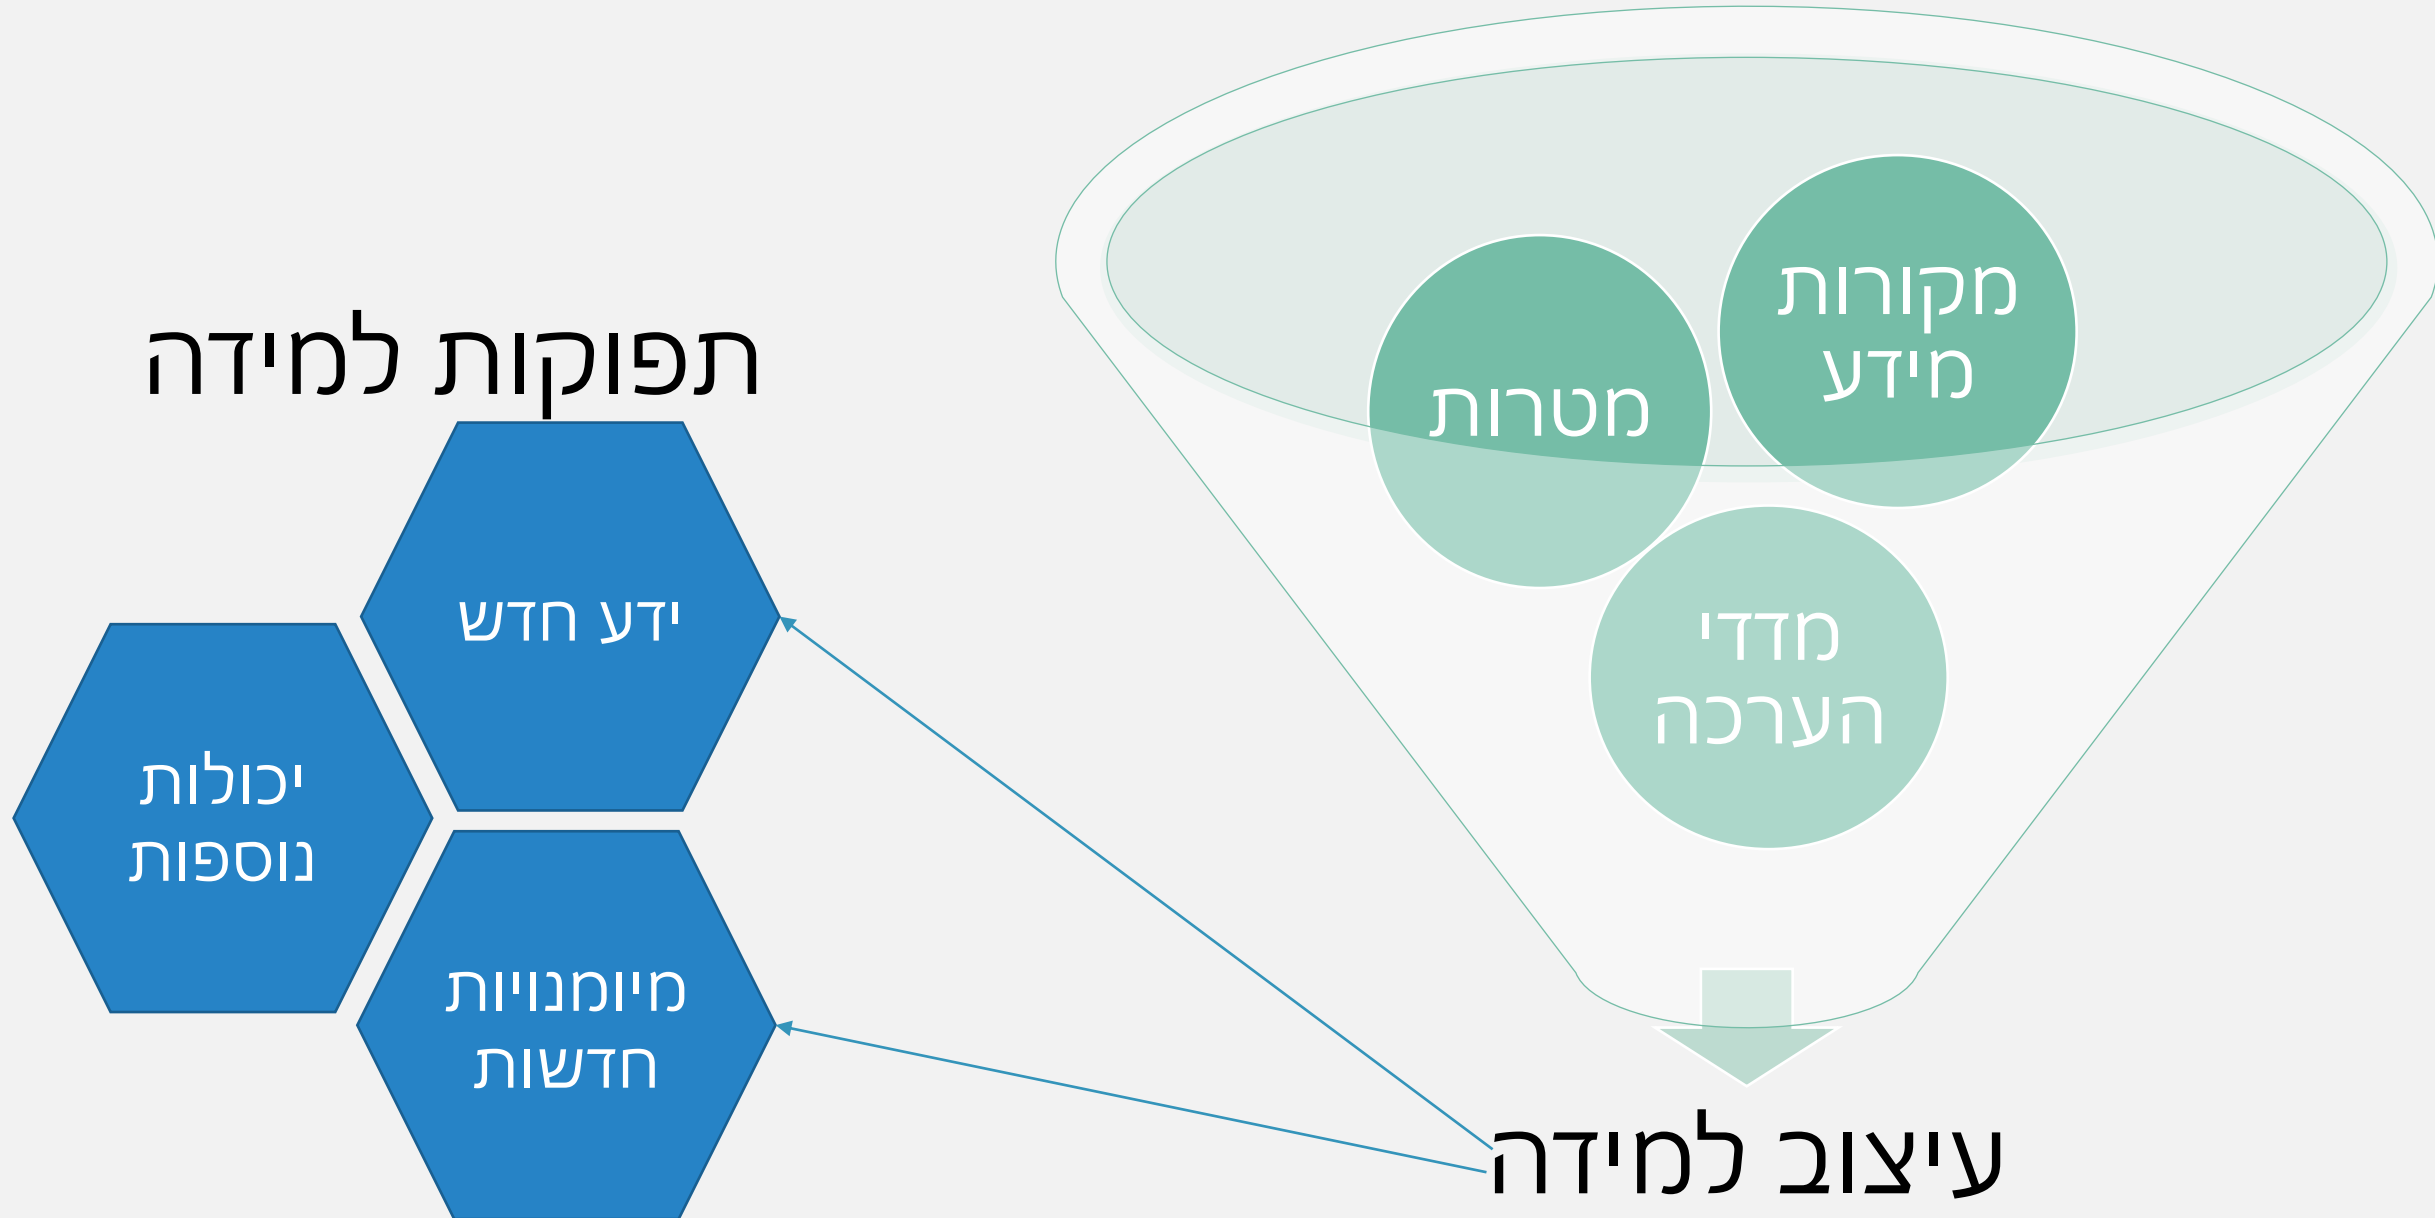 מקורות
מידע
מטרות
מדדי
הערכה
עיצוב למידה
תפוקות למידה
ידע חדש
יכולות
נוספות
מיומנויות
חדשות